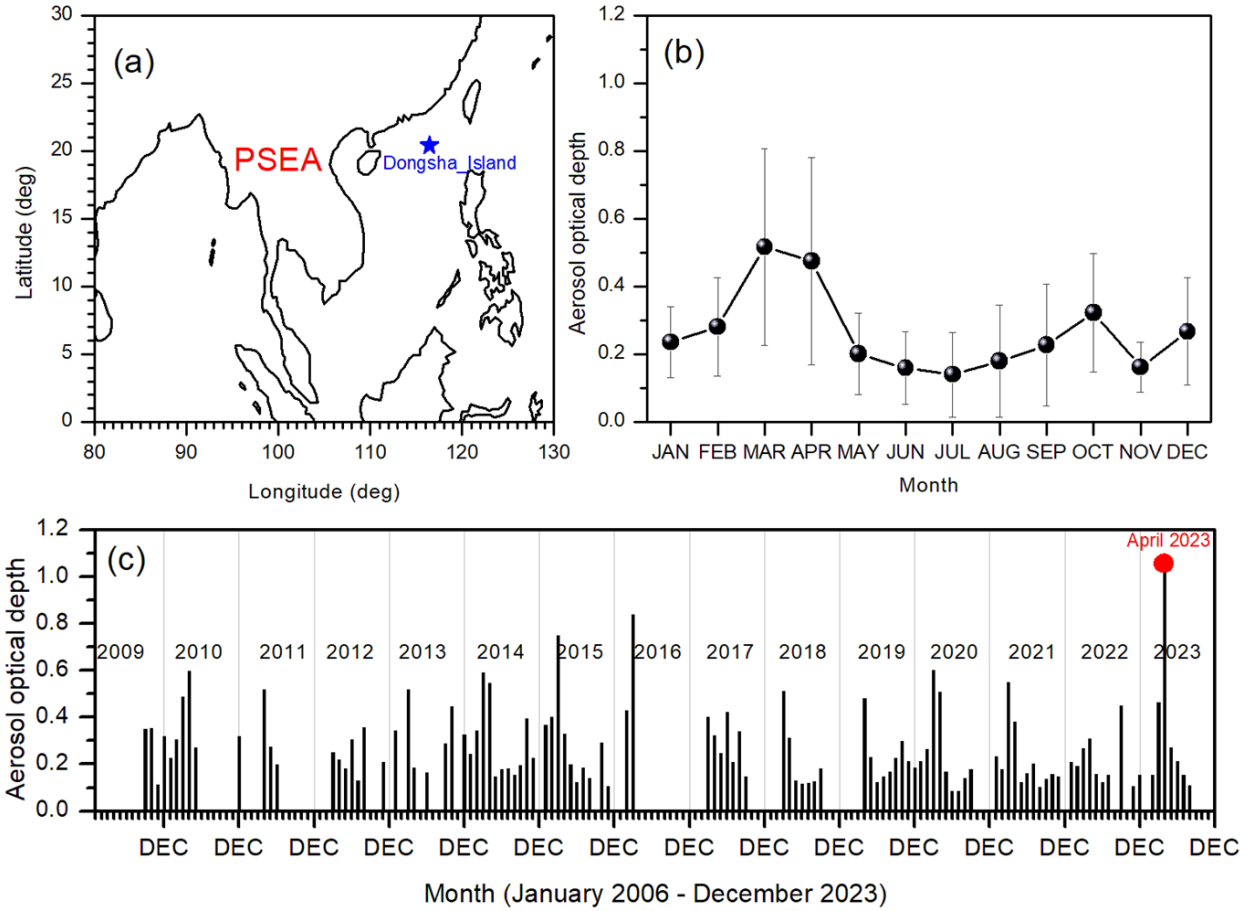 (a)
30
25
20
15
10
5
0
Latitude (deg)
PSEA
Dongsha_Island
80 90 100 110 120 130
Longitude (deg)
(b)
1.2
1.0
0.8
0.6
0.4
0.2
0.0
Aerosol optical depth
JAN FEB MAR APR MAY JUN JUL AUG SEP OCT NOV DEC
Month
(c)
1.2
1.0
0.8
0.6
0.4
0.2
0.0
Aerosol optical depth
April 2023
2009 2010 2011 2012 2013 2014 2015 2016 2017 2018 2019 2020 2021 2022 2023
DEC DEC DEC DEC DEC DEC DEC DEC DEC DEC DEC DEC DEC DEC DEC
Month (January 2006 - December 2023)